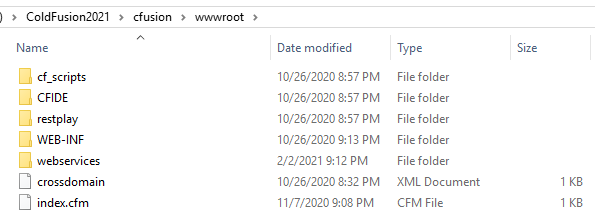 ) > ColdFusion2021 > cfusion > wwwroot >
Name Date modified Type Size
cf_scripts 10/26/2020 8:57 PM File folder
CFIDE 10/26/2020 8:57 PM File folder
restplay 10/26/2020 8:57 PM File folder
WEB-INF 10/26/2020 9:13 PM File folder
webservices 2/2/2021 9:12 PM File folder
crossdomain 10/26/2020 8:32 PM XML Document 1 KB
index.cfm 11/7/2020 9:08 PM CFM File 1 KB